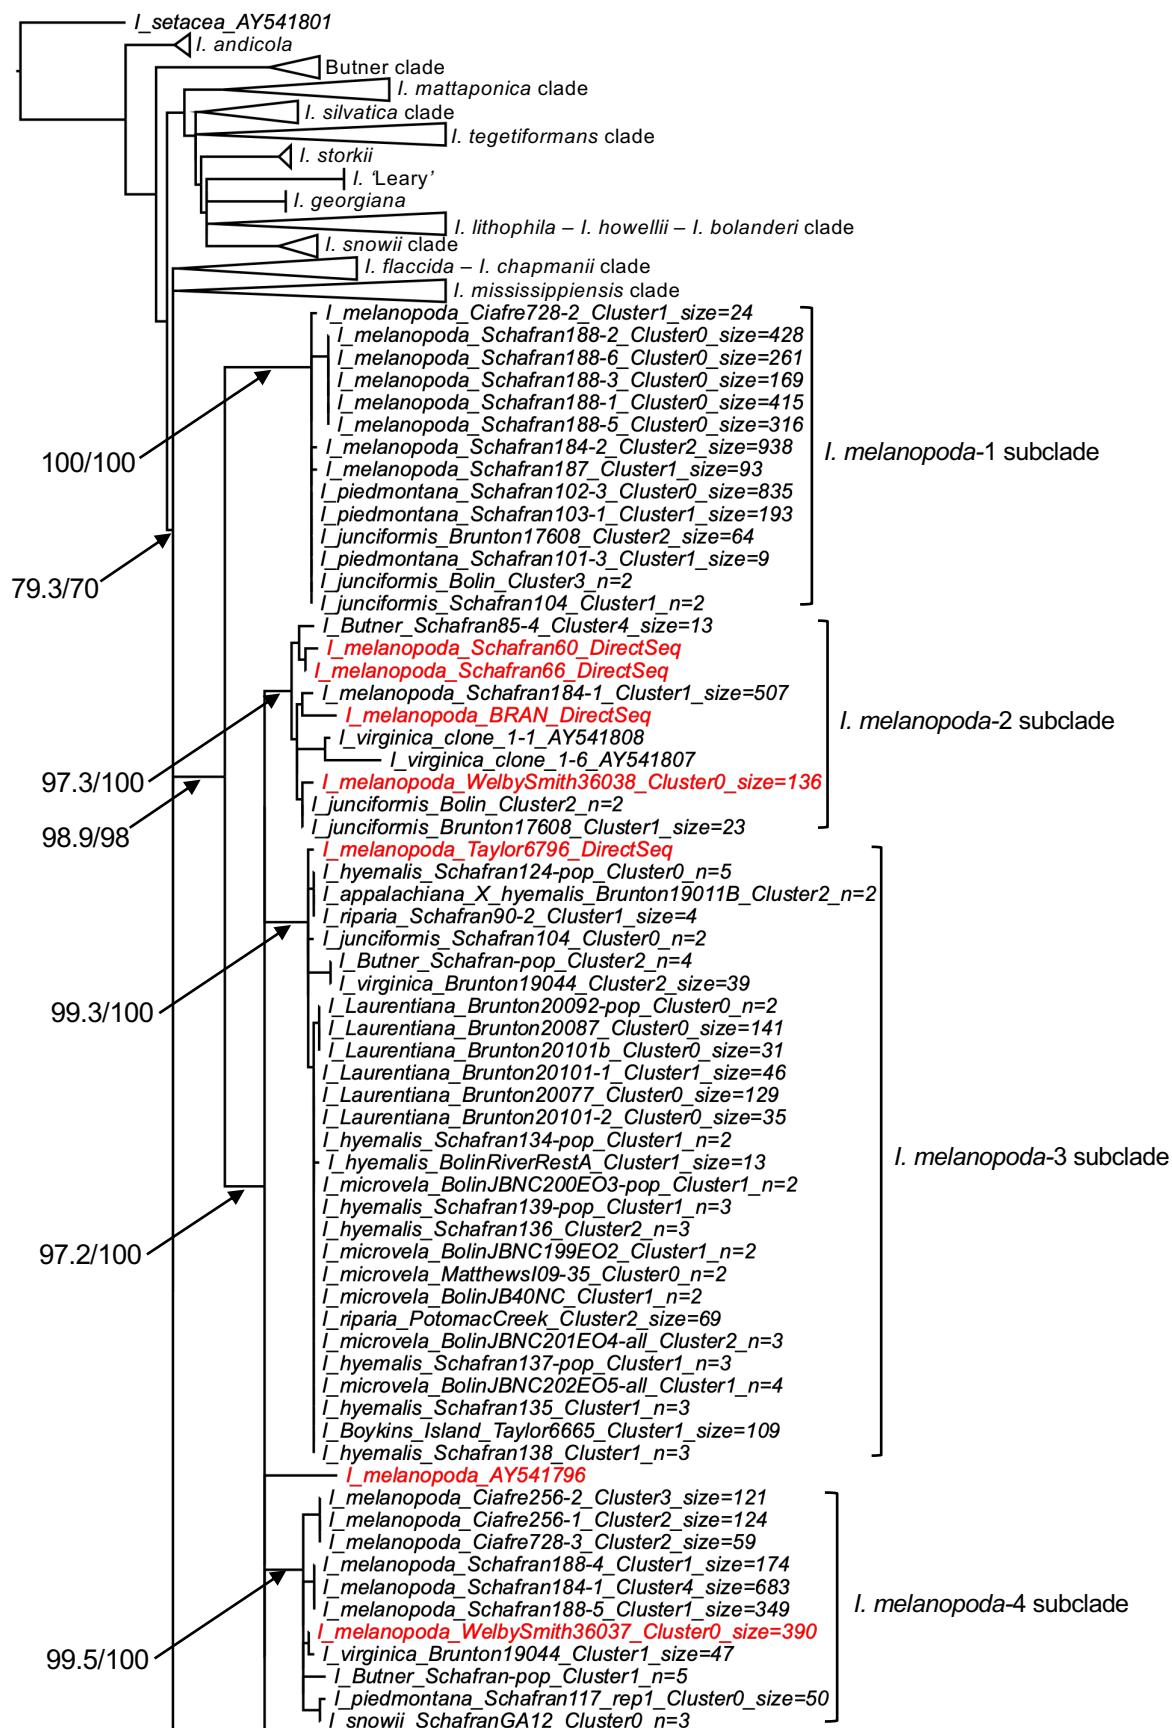 I_setacea_AY541801
I. andicola
Butner clade
I. mattaponica clade
I. silvatica clade
I. tegetiformans clade
I. storkii
I. ‘Leary’
I. georgiana
I. lithophila – I. howellii – I. bolanderi clade
I. snowii clade
I. flaccida – I. chapmanii clade
I. mississippiensis clade
I_melanopoda_Ciafre728-2_Cluster1_size=24
I_melanopoda_Schafran188-2_Cluster0_size=428
I_melanopoda_Schafran188-6_Cluster0_size=261
I_melanopoda_Schafran188-3_Cluster0_size=169
I_melanopoda_Schafran188-1_Cluster0_size=415
I_melanopoda_Schafran188-5_Cluster0_size=316
I_melanopoda_Schafran184-2_Cluster2_size=938
I. melanopoda-1 subclade
100/100
I_melanopoda_Schafran187_Cluster1_size=93
I_piedmontana_Schafran102-3_Cluster0_size=835
I_piedmontana_Schafran103-1_Cluster1_size=193
I_junciformis_Brunton17608_Cluster2_size=64
I_piedmontana_Schafran101-3_Cluster1_size=9
I_junciformis_Bolin_Cluster3_n=2
79.3/70
I_junciformis_Schafran104_Cluster1_n=2
I_Butner_Schafran85-4_Cluster4_size=13
I_melanopoda_Schafran60_DirectSeq
I_melanopoda_Schafran66_DirectSeq
I_melanopoda_Schafran184-1_Cluster1_size=507
I_melanopoda_BRAN_DirectSeq
I. melanopoda-2 subclade
I_virginica_clone_1-1_AY541808
I_virginica_clone_1-6_AY541807
97.3/100
I_melanopoda_WelbySmith36038_Cluster0_size=136
I_junciformis_Bolin_Cluster2_n=2
I_junciformis_Brunton17608_Cluster1_size=23
98.9/98
I_melanopoda_Taylor6796_DirectSeq
I_hyemalis_Schafran124-pop_Cluster0_n=5
I_appalachiana_X_hyemalis_Brunton19011B_Cluster2_n=2
I_riparia_Schafran90-2_Cluster1_size=4
I_junciformis_Schafran104_Cluster0_n=2
I_Butner_Schafran-pop_Cluster2_n=4
I_virginica_Brunton19044_Cluster2_size=39
I_Laurentiana_Brunton20092-pop_Cluster0_n=2
99.3/100
I_Laurentiana_Brunton20087_Cluster0_size=141
I_Laurentiana_Brunton20101b_Cluster0_size=31
I_Laurentiana_Brunton20101-1_Cluster1_size=46
I_Laurentiana_Brunton20077_Cluster0_size=129
I_Laurentiana_Brunton20101-2_Cluster0_size=35
I_hyemalis_Schafran134-pop_Cluster1_n=2
I. melanopoda-3 subclade
I_hyemalis_BolinRiverRestA_Cluster1_size=13
I_microvela_BolinJBNC200EO3-pop_Cluster1_n=2
I_hyemalis_Schafran139-pop_Cluster1_n=3
I_hyemalis_Schafran136_Cluster2_n=3
97.2/100
I_microvela_BolinJBNC199EO2_Cluster1_n=2
I_microvela_MatthewsI09-35_Cluster0_n=2
I_microvela_BolinJB40NC_Cluster1_n=2
I_riparia_PotomacCreek_Cluster2_size=69
I_microvela_BolinJBNC201EO4-all_Cluster2_n=3
I_hyemalis_Schafran137-pop_Cluster1_n=3
I_microvela_BolinJBNC202EO5-all_Cluster1_n=4
I_hyemalis_Schafran135_Cluster1_n=3
I_Boykins_Island_Taylor6665_Cluster1_size=109
I_hyemalis_Schafran138_Cluster1_n=3
I_melanopoda_AY541796
I_melanopoda_Ciafre256-2_Cluster3_size=121
I_melanopoda_Ciafre256-1_Cluster2_size=124
I_melanopoda_Ciafre728-3_Cluster2_size=59
I_melanopoda_Schafran188-4_Cluster1_size=174
I_melanopoda_Schafran184-1_Cluster4_size=683
I. melanopoda-4 subclade
I_melanopoda_Schafran188-5_Cluster1_size=349
I_melanopoda_WelbySmith36037_Cluster0_size=390
99.5/100
I_virginica_Brunton19044_Cluster1_size=47
I_Butner_Schafran-pop_Cluster1_n=5
I_piedmontana_Schafran117_rep1_Cluster0_size=50
I_snowii_SchafranGA12_Cluster0_n=3